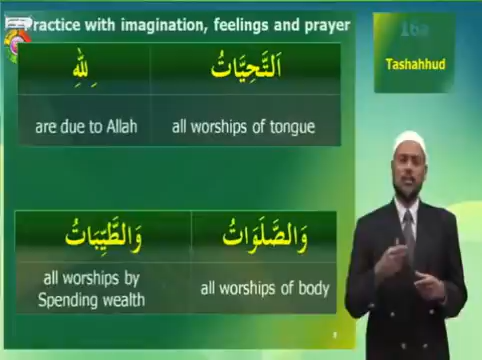 Practice with imagination, feelings and prayer
16a
Tashahhud
اَلتَّحِيَّاتُ لِلّٰهِ
all worships of tongue
are due to Allah
وَالصَّلَوَاتُ وَالطَّيِّبَاتُ
all worships of body
all worships by
Spending wealth